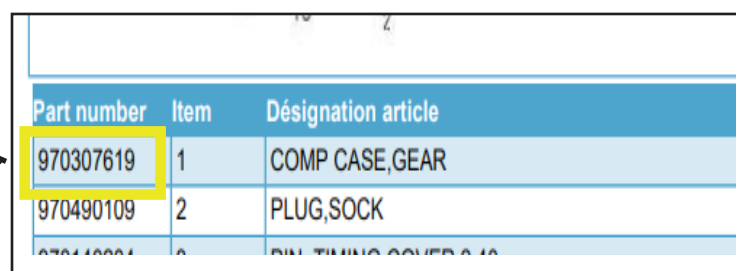 Part number Item Désignation article
970307619 1 COMP CASE,GEAR
970490109 2 PLUG,SOCK